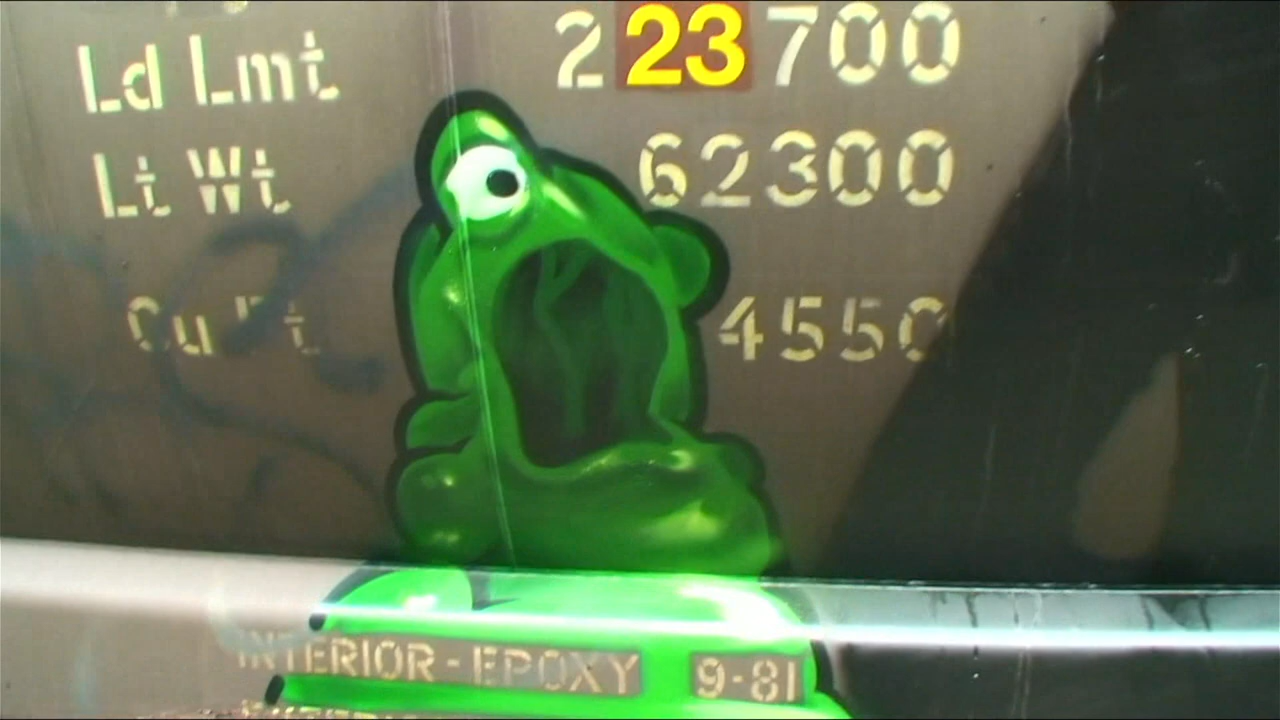 Ld Lmt 223700
Lt Wt 62300
Cu Ft 4550
INTERIOR-EPOXY 9-81